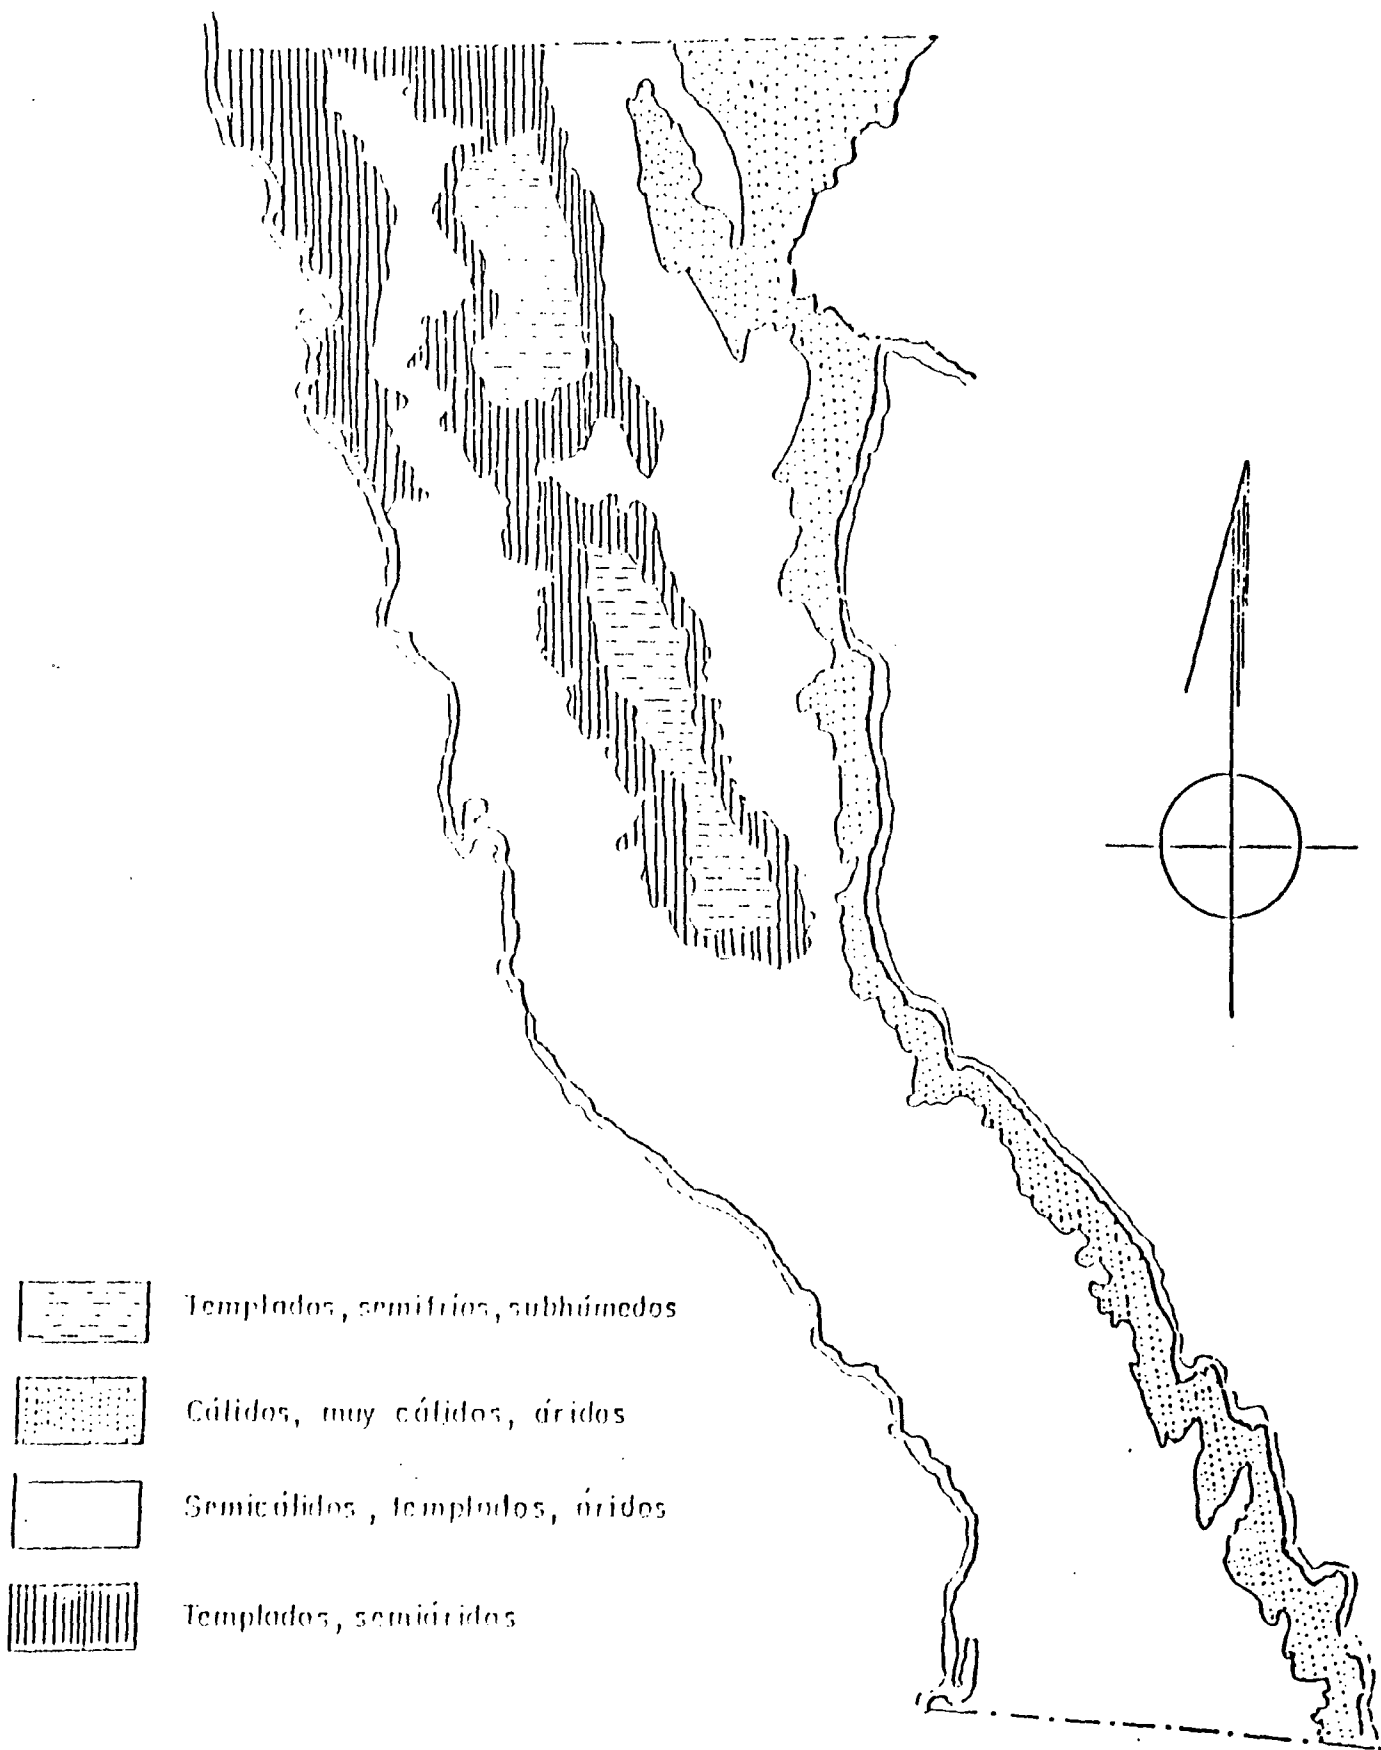 Templados, semifríos, subhúmedos
Cálidos, muy cálidos, áridos
Semicálidos, templados, áridos
Templados, semiáridos